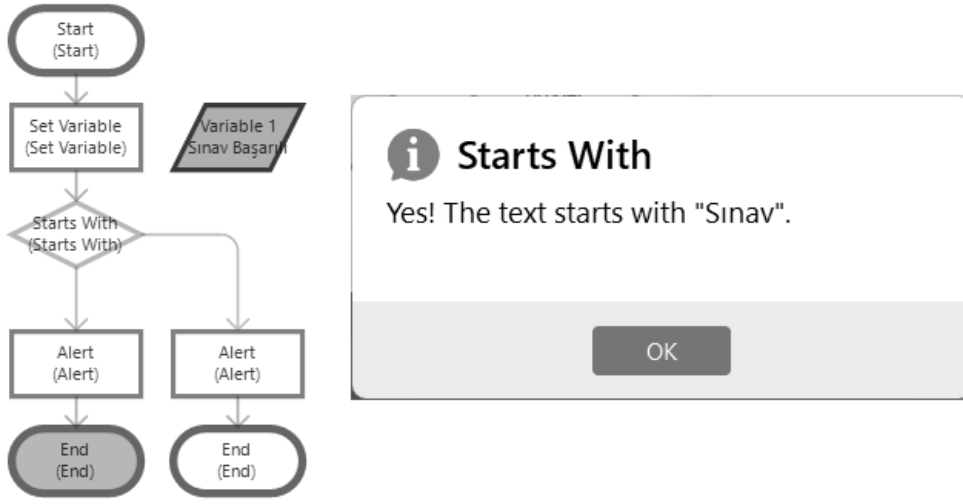 Start
(Start)
Set Variable
(Set Variable)
Variable 1
Sınav Başarılı
Starts With
(Starts With)
Alert
(Alert)
Alert
(Alert)
End
(End)
End
(End)
Starts With
Yes! The text starts with "Sınav".
OK